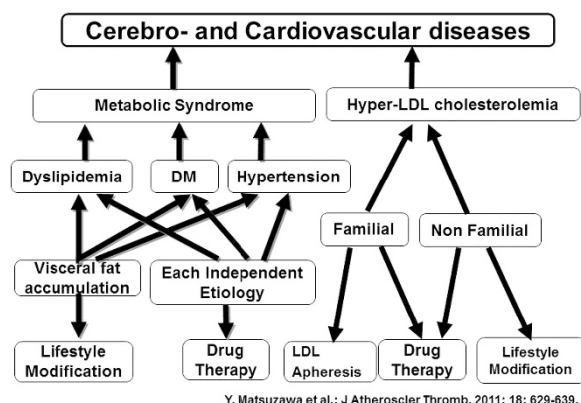 Cerebro- and Cardiovascular diseases
Metabolic Syndrome
Hyper-LDL cholesterolemia
Dyslipidemia
DM
Hypertension
Familial
Non Familial
Visceral fat
accumulation
Each Independent
Etiology
Lifestyle
Modification
Drug
Therapy
LDL
Apheresis
Drug
Therapy
Lifestyle
Modification
Y. Matsuzawa et al.: J Atheroscler Thromb, 2011; 18: 629-639.